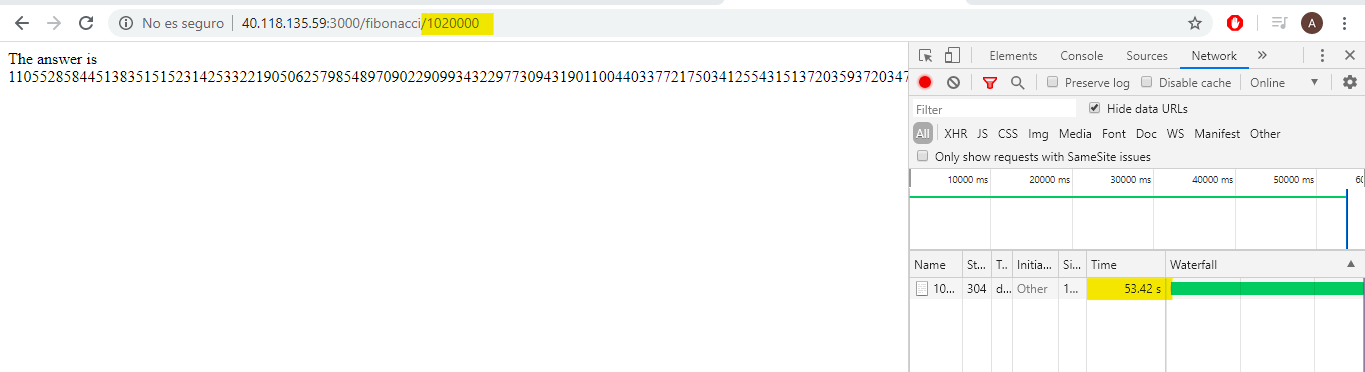 No es seguro 40.118.135.59:3000/fibonacci/1020000 A
The answer is
11055285844513835151523142533221905062579854897090229099343229773094319011004403377217503412554315137203593720347
Elements Console Sources Network »
Preserve log Disable cache Online
Filter Hide data URLs
All XHR JS CSS Img Media Font Doc WS Manifest Other
Only show requests with SameSite issues
10000 ms 20000 ms 30000 ms 40000 ms 50000 ms 60
Name St... T.. Initia... Si... Time Waterfall
10... 304 d... Other 1... 53.42 s